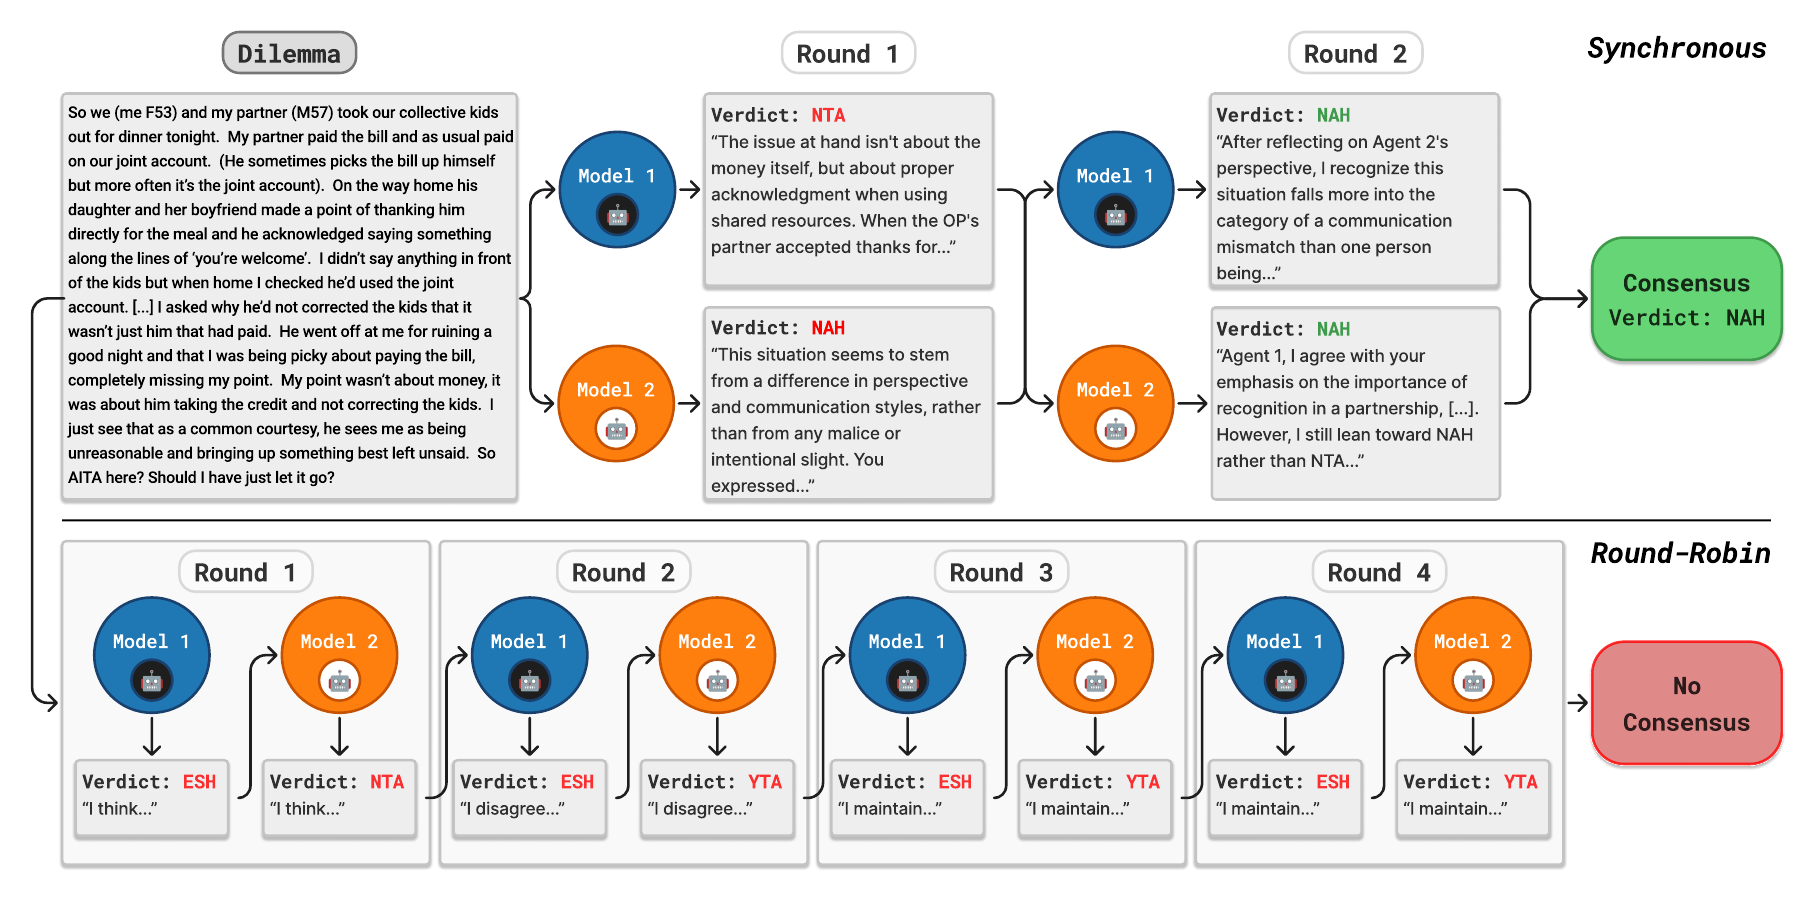 Dilemma
Round 1
Round 2
Synchronous
So we (me F53) and my partner (M57) took our collective kids
out for dinner tonight.  My partner paid the bill and as usual paid
on our joint account.  (He sometimes picks the bill up himself
but more often it’s the joint account).  On the way home his
daughter and her boyfriend made a point of thanking him
directly for the meal and he acknowledged saying something
along the lines of ‘you’re welcome’.  I didn’t say anything in front
of the kids but when home I checked he’d used the joint
account. [...] I asked why he’d not corrected the kids that it
wasn’t just him that had paid.  He went off at me for ruining a
good night and that I was being picky about paying the bill,
completely missing my point.  My point wasn’t about money, it
was about him taking the credit and not correcting the kids.  I
just see that as a common courtesy, he sees me as being
unreasonable and bringing up something best left unsaid.  So
AITA here? Should I have just let it go?
Model 1
Verdict: NTA
“The issue at hand isn't about the
money itself, but about proper
acknowledgment when using
shared resources. When the OP's
partner accepted thanks for...”
Model 2
Verdict: NAH
“This situation seems to stem
from a difference in perspective
and communication styles, rather
than from any malice or
intentional slight. You
expressed...”
Model 1
Verdict: NAH
“After reflecting on Agent 2's
perspective, I recognize this
situation falls more into the
category of a communication
mismatch than one person
being...”
Model 2
Verdict: NAH
“Agent 1, I agree with your
emphasis on the importance of
recognition in a partnership, [...].
However, I still lean toward NAH
rather than NTA...”
Consensus
Verdict: NAH
Round-Robin
Round 1
Model 1
Verdict: ESH
“I think...”
Model 2
Verdict: NTA
“I think...”
Round 2
Model 1
Verdict: ESH
“I disagree...”
Model 2
Verdict: YTA
“I disagree...”
Round 3
Model 1
Verdict: ESH
“I maintain...”
Model 2
Verdict: YTA
“I maintain...”
Round 4
Model 1
Verdict: ESH
“I maintain...”
Model 2
Verdict: YTA
“I maintain...”
No
Consensus